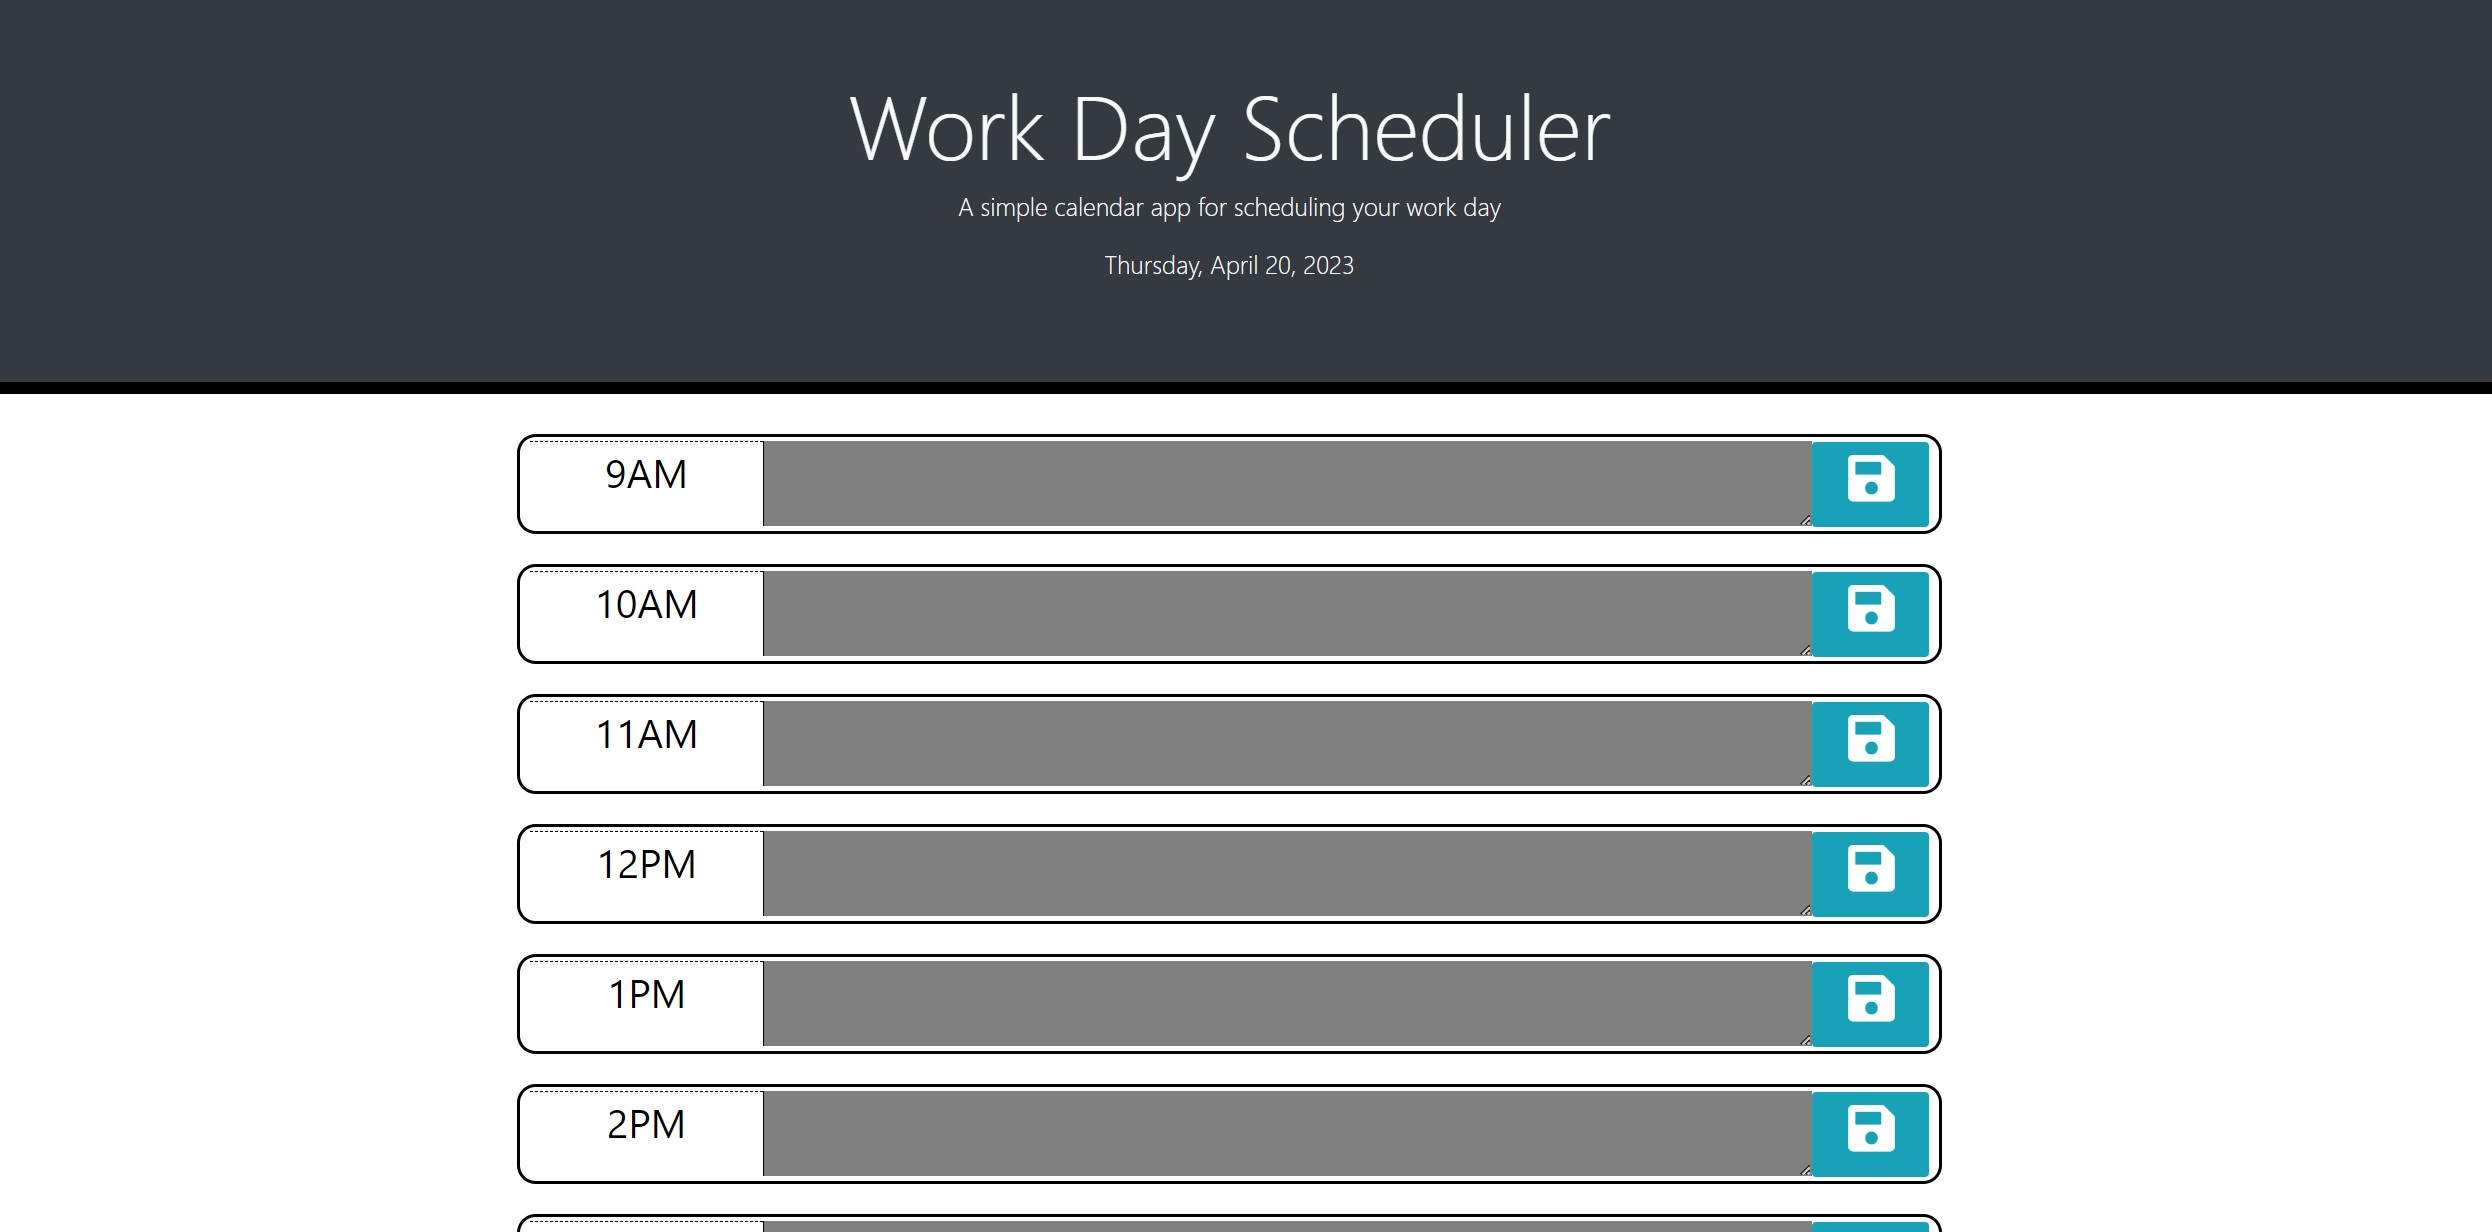 Work Day Scheduler
A simple calendar app for scheduling your work day
Thursday, April 20, 2023
9AM
10AM
11AM
12PM
1PM
2PM